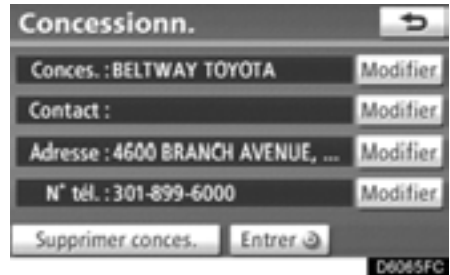 Concessionn.
Conces. : BELTWAY TOYOTA Modifier
Contact : Modifier
Adresse : 4600 BRANCH AVENUE, ... Modifier
N° tél. : 301-899-6000 Modifier
Supprimer conces. Entrer
D6065FC